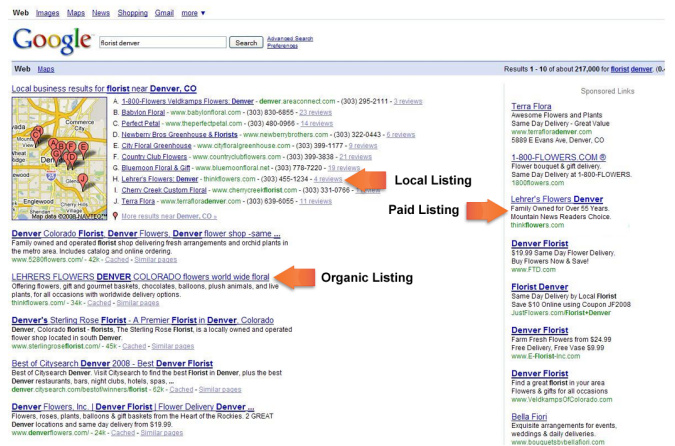 Web Images Maps News Shopping Gmail more ▼
Google
florist denver
Search
Advanced Search
Preferences
Web Maps
Results 1 - 10 of about 217,000 for florist denver. (0.
Local business results for florist near Denver, CO
A. 1-800-Flowers Veldkamps Flowers: Denver - denver.areaconnect.com - (303) 295-2111 - 3 reviews
B. Babylon Floral - www.babylonfloral.com - (303) 830-6855 - 23 reviews
C. Perfect Petal - www.theperfectpetal.com - (303) 480-0966 - 14 reviews
D. Newberry Bros Greenhouse & Florists - www.newberrybrothers.com - (303) 322-0443 - 6 reviews
E. City Floral Greenhouse - www.cityfloralgreenhouse.com - (303) 399-1177 - 9 reviews
F. Country Club Flowers - www.countryclubflowers.com - (303) 399-3838 - 21 reviews
G. Bluemoon Floral & Gift - www.bluemoonfloral.net - (303) 778-7220 - 19 reviews
H. Lehrer's Flowers: Denver - thinkflowers.com - (303) 455-1234 - 4 reviews
I. Cherry Creek Custom Floral - www.cherrycreekflorist.com - (303) 331-0766 -
J. Terra Flora - www.terrafloradenver.com - (303) 639-6055 - 11 reviews
More results near Denver, CO »
Commerce
City
Mountain
View
Denver
Glendale
Englewood
Cherry Hills
Village
Sheridan
Map data ©2008 NAVTEQ™
Local Listing
Paid Listing
Organic Listing
Denver Colorado Florist, Denver Flowers, Denver flower shop -same ...
Family owned and operated florist shop delivering fresh arrangements and orchid plants in
the metro area. Includes catalog and online ordering.
www.5280flowers.com/ - 42k - Cached - Similar pages
LEHRERS FLOWERS DENVER COLORADO flowers world wide floral
Offering flowers, gift and gourmet baskets, chocolates, balloons, plush animals, and live
plants, for all occasions with worldwide delivery options.
thinkflowers.com/ - 34k - Cached - Similar pages
Denver's Sterling Rose Florist - A Premier Florist in Denver, Colorado
Denver, Colorado florist - florists, The Sterling Rose Florist, is a locally owned and operated
flower shop located in south Denver.
www.sterlingroseflorist.com/ - 45k - Cached - Similar pages
Best of Citysearch Denver 2008 - Best Denver Florist
Best of Citysearch Denver. Visit Citysearch to find the best Florist in Denver, plus the best
Denver restaurants, bars, night clubs, hotels, spas, ...
denver.citysearch.com/bestof/winners/florist - 62k - Cached - Similar pages
Denver Flowers, Inc. | Denver Florist | Flower Delivery Denver ...
Flowers, roses, plants, balloons & gift baskets from the Heart of the Rockies. 2 GREAT
Denver locations and same day delivery from $19.99.
www.denverflowers.com/ - 24k - Cached - Similar pages
Sponsored Links
Terra Flora
Awesome Flowers and Plants
Same Day Delivery - Great Value
www.terrafloradenver.com
5889 E Evans Ave, Denver, CO
1-800-FLOWERS.COM ®
Flower bouquet & gift delivery.
Same Day Delivery at 1-800-FLOWERS.
1800flowers.com
Lehrer's Flowers Denver
Family Owned for Over 55 Years.
Mountain News Readers Choice.
thinkflowers.com
Denver Florist
$19.99 Same Day Flower Delivery.
Buy Flowers Now & Save!
www.FTD.com
Florist Denver
Same Day Delivery by Local Florist
Save $10 Online using Coupon JF2008
JustFlowers.com/Florist+Denver
Denver Florist
Farm Fresh Flowers from $24.99
Free Delivery, Free Vase $9.99
www.E-Florist-Inc.com
Denver Florist
Find a great florist in your area
Flowers & gifts for all occasions
www.VeldkampsOfColorado.com
Bella Fiori
Exquisite arrangements for events,
weddings & daily deliveries.
www.bouquetsbybellafiori.com